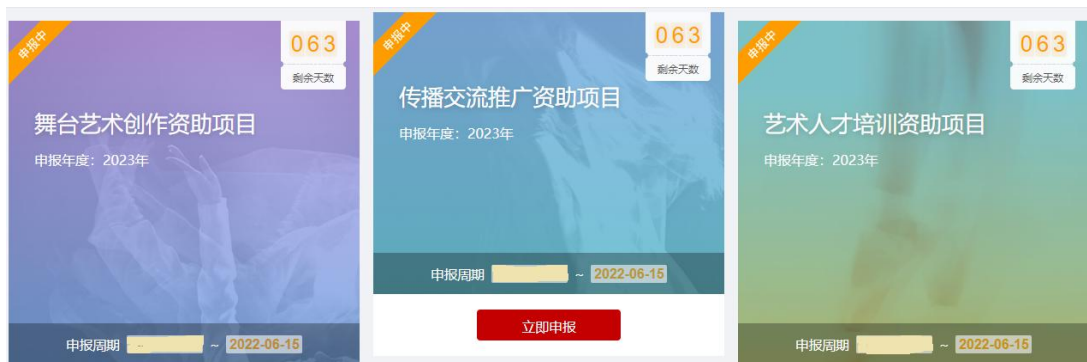 申报中
063
剩余天数
舞台艺术创作资助项目
申报年度：2023年
申报周期 ~ 2022-06-15
申报中
063
剩余天数
传播交流推广资助项目
申报年度：2023年
申报周期 ~ 2022-06-15
立即申报
申报中
063
剩余天数
艺术人才培训资助项目
申报年度：2023年
申报周期 ~ 2022-06-15